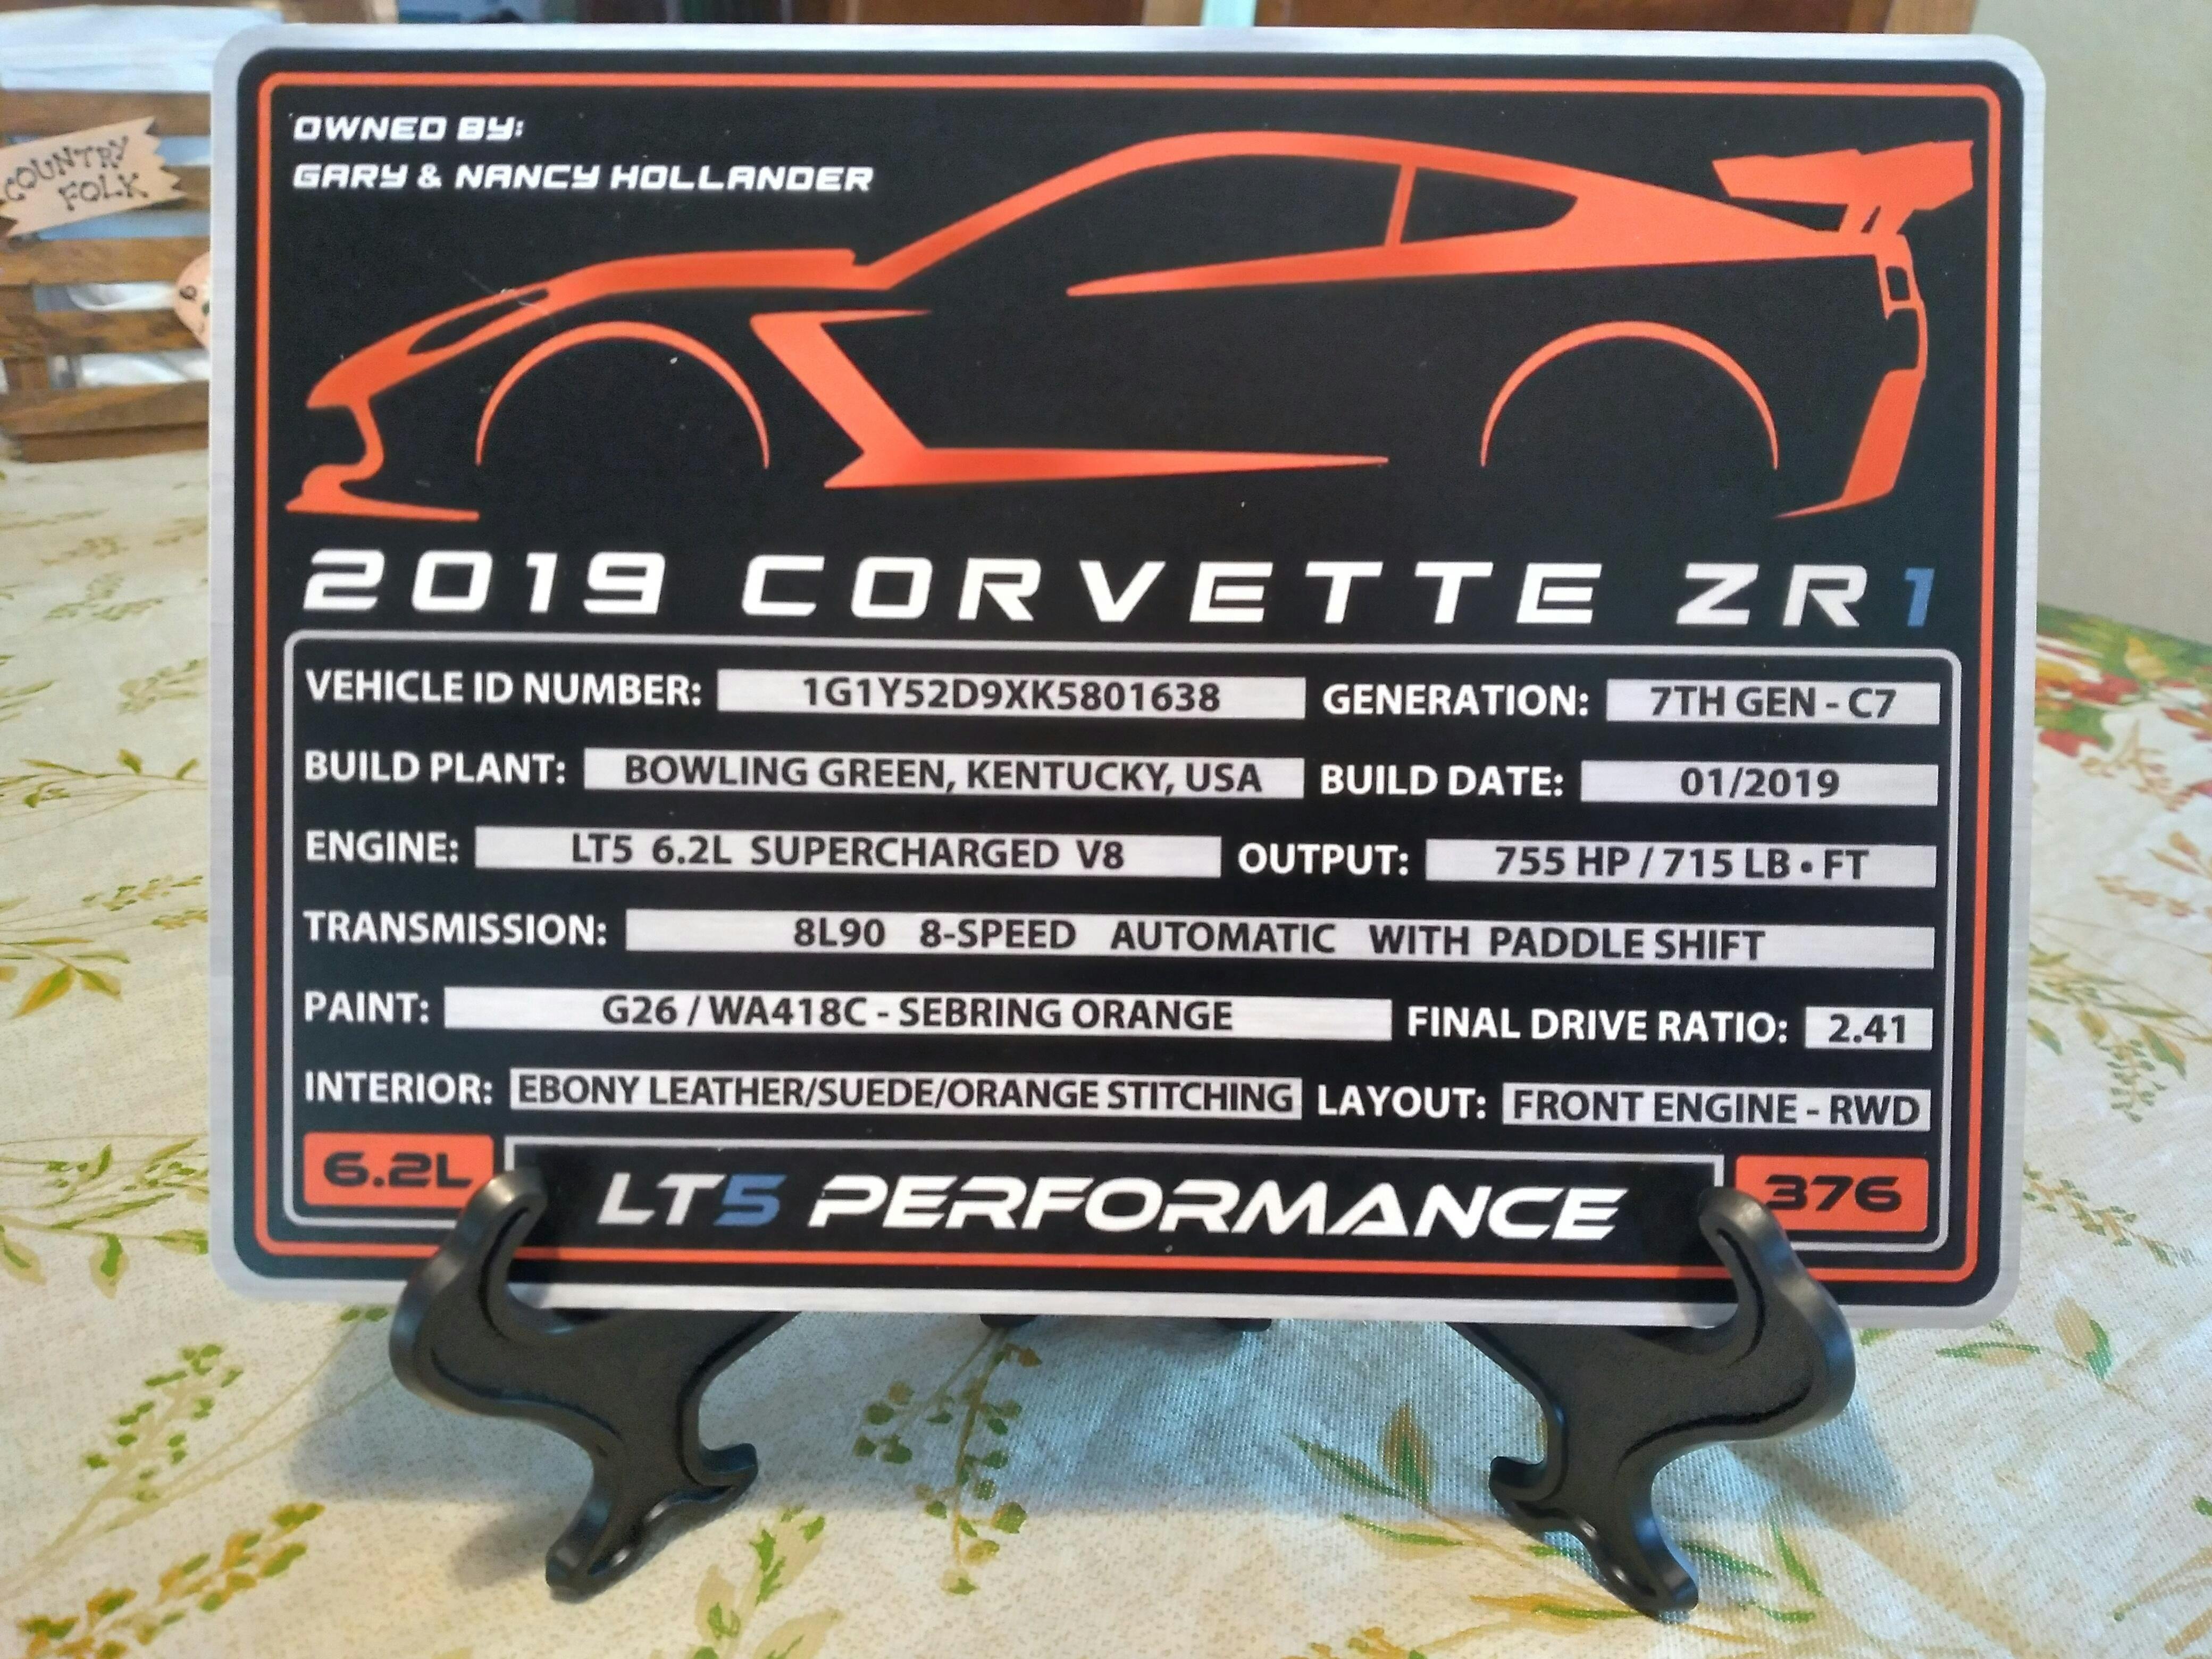 COUNTRY
FOLK
OWNED BY:
GARY & NANCY HOLLANDER
2019 CORVETTE ZR1
VEHICLE ID NUMBER: 1G1Y52D9XK5801638 GENERATION: 7TH GEN - C7
BUILD PLANT: BOWLING GREEN, KENTUCKY, USA BUILD DATE: 01/2019
ENGINE: LT5 6.2L SUPERCHARGED V8 OUTPUT: 755 HP / 715 LB • FT
TRANSMISSION: 8L90 8-SPEED AUTOMATIC WITH PADDLE SHIFT
PAINT: G26 / WA418C - SEBRING ORANGE FINAL DRIVE RATIO: 2.41
INTERIOR: EBONY LEATHER/SUEDE/ORANGE STITCHING LAYOUT: FRONT ENGINE - RWD
6.2L LT5 PERFORMANCE 376